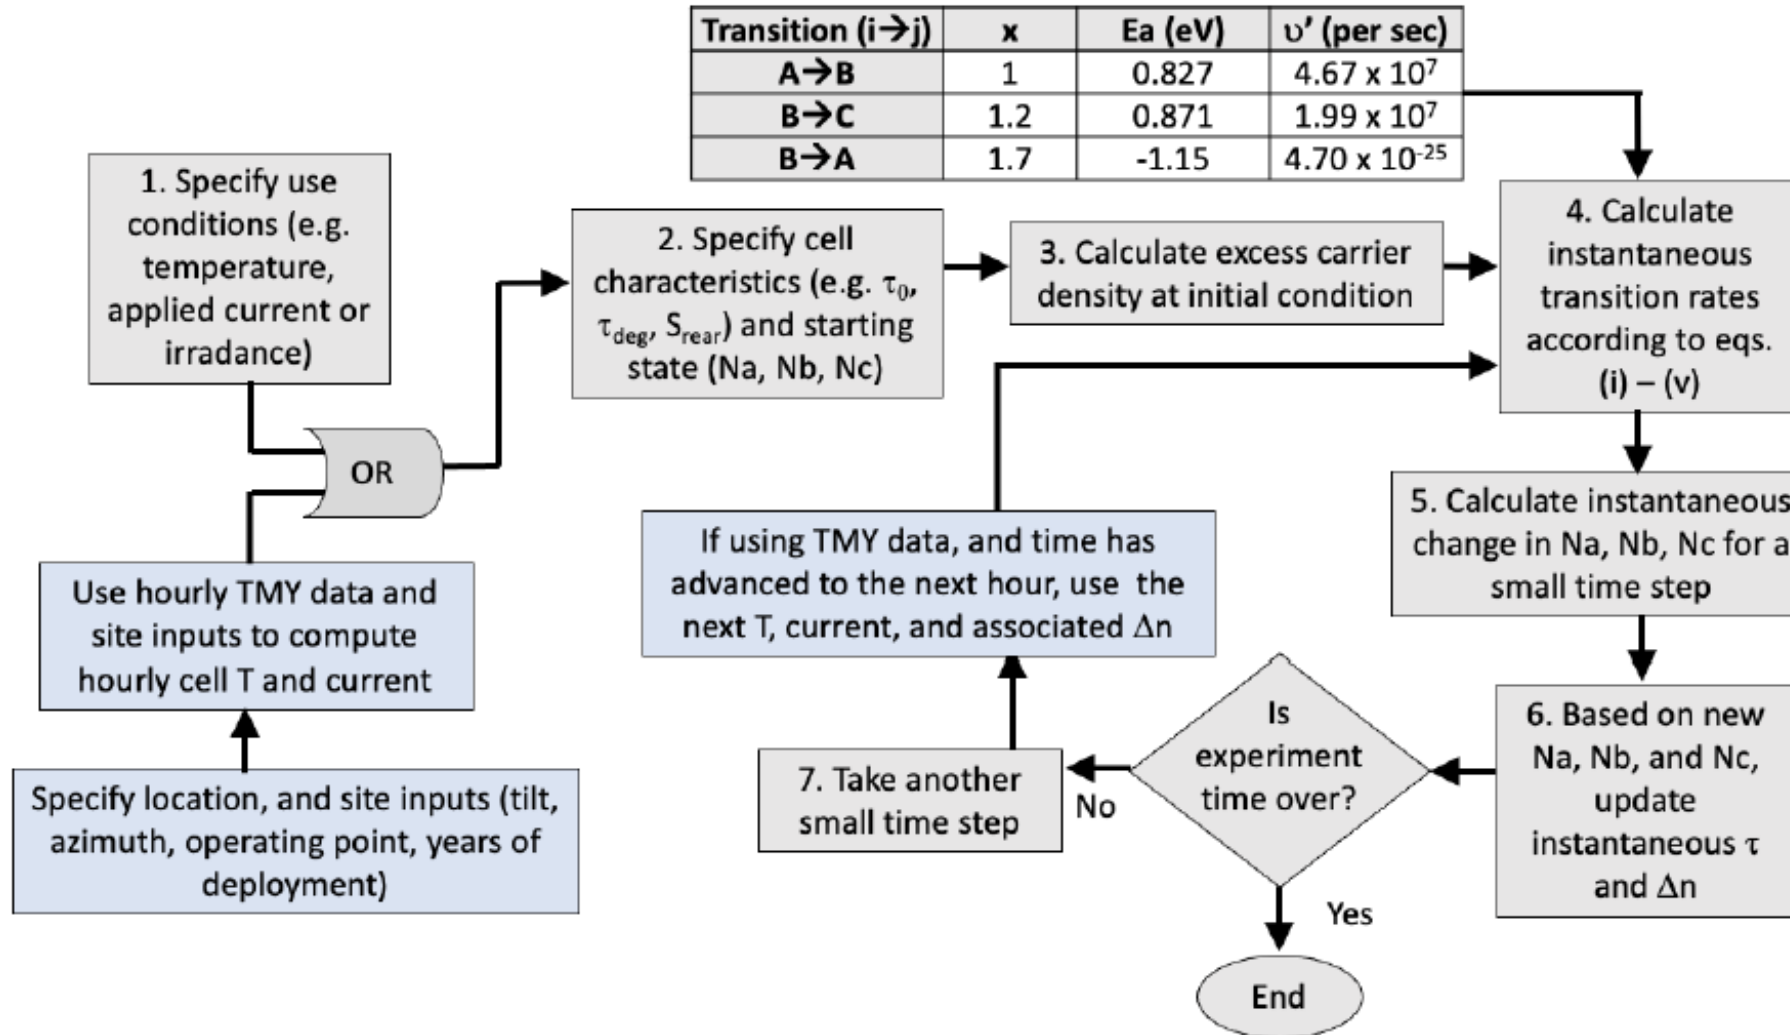 Transition (i→j) x Ea (eV) υ' (per sec)
A→B 1 0.827 4.67 x 10⁷
B→C 1.2 0.871 1.99 x 10⁷
B→A 1.7 -1.15 4.70 x 10⁻²⁵
1. Specify use
conditions (e.g.
temperature,
applied current or
irradance)
2. Specify cell
characteristics (e.g. τ₀,
τdeg, Srear) and starting
state (Na, Nb, Nc)
3. Calculate excess carrier
density at initial condition
4. Calculate
instantaneous
transition rates
according to eqs.
(i) – (v)
OR
Use hourly TMY data and
site inputs to compute
hourly cell T and current
Specify location, and site inputs (tilt,
azimuth, operating point, years of
deployment)
5. Calculate instantaneous
change in Na, Nb, Nc for a
small time step
6. Based on new
Na, Nb, and Nc,
update
instantaneous τ
and Δn
Is
experiment
time over?
No
Yes
7. Take another
small time step
If using TMY data, and time has
advanced to the next hour, use the
next T, current, and associated Δn
End